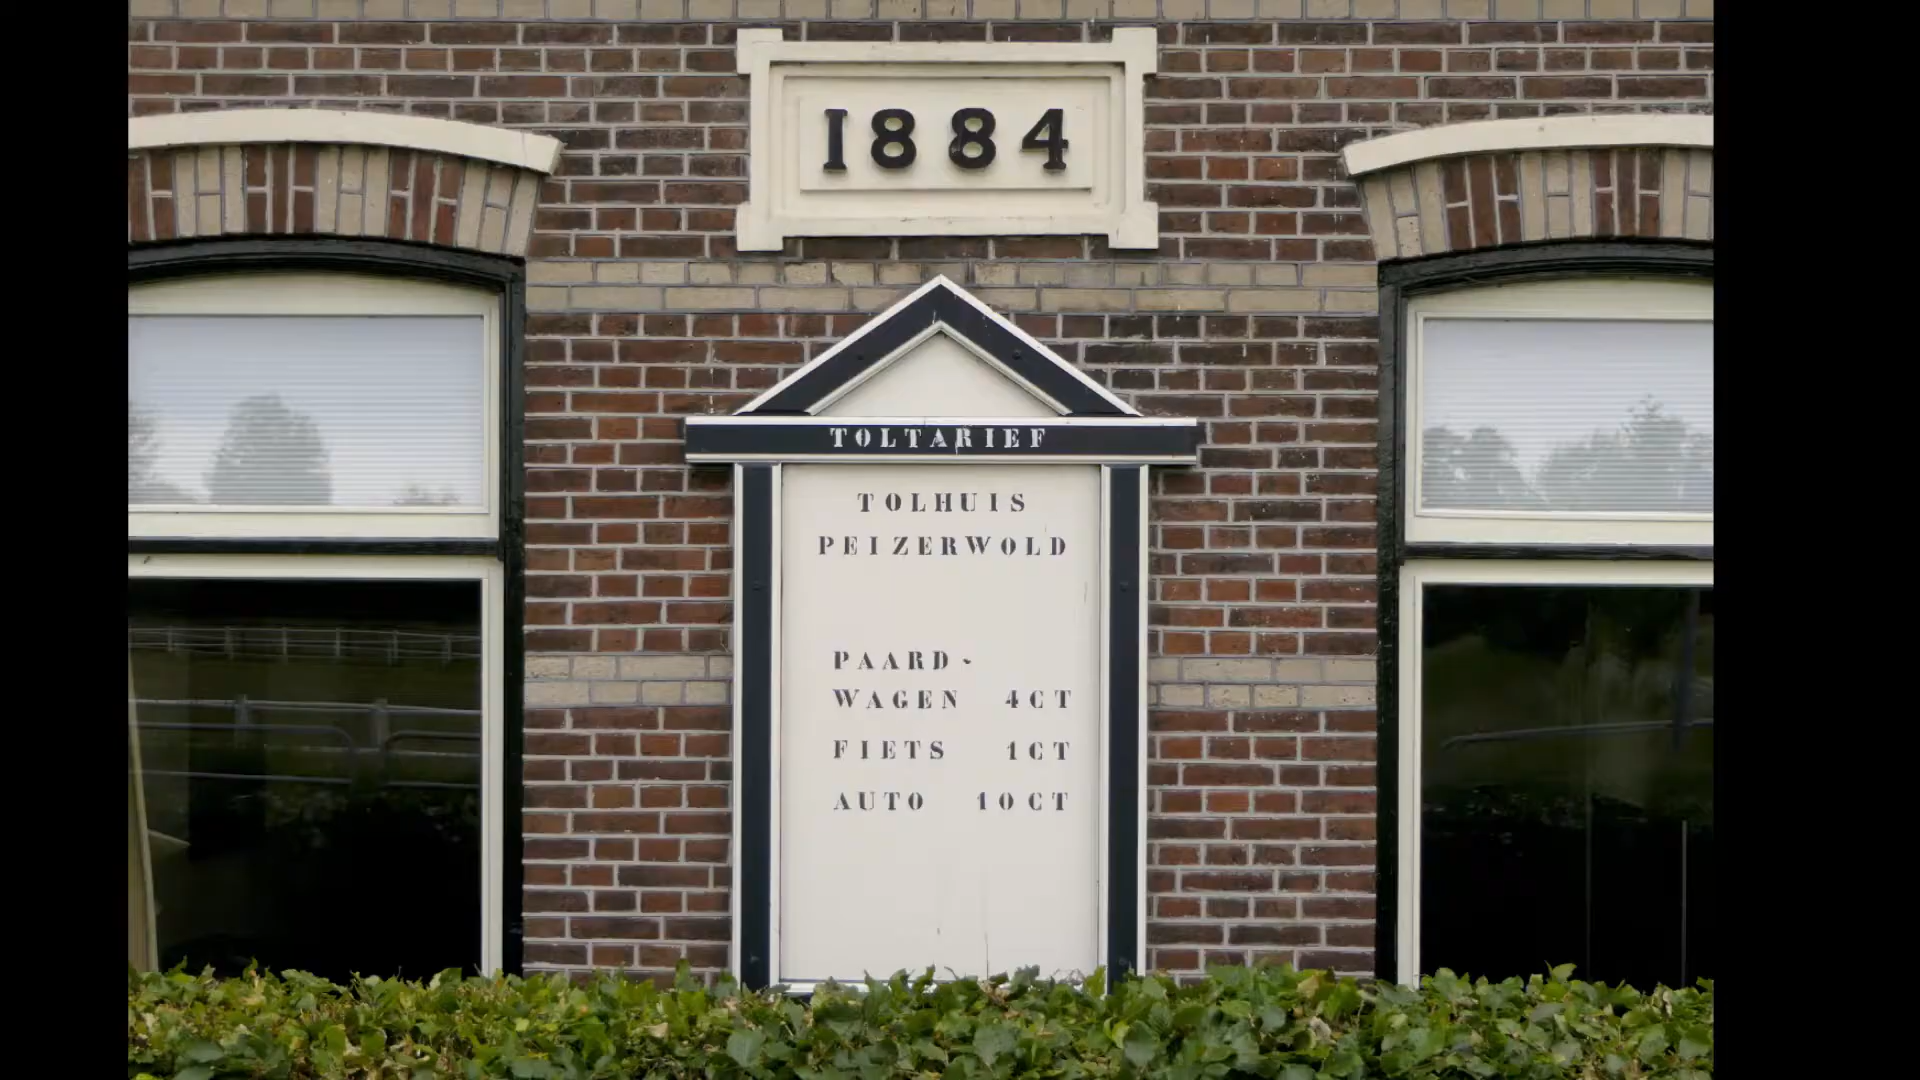 1884
TOLTARIEF
TOLHUIS
PEIZERWOLD
PAARD-
WAGEN 4CT
FIETS 1CT
AUTO 10CT